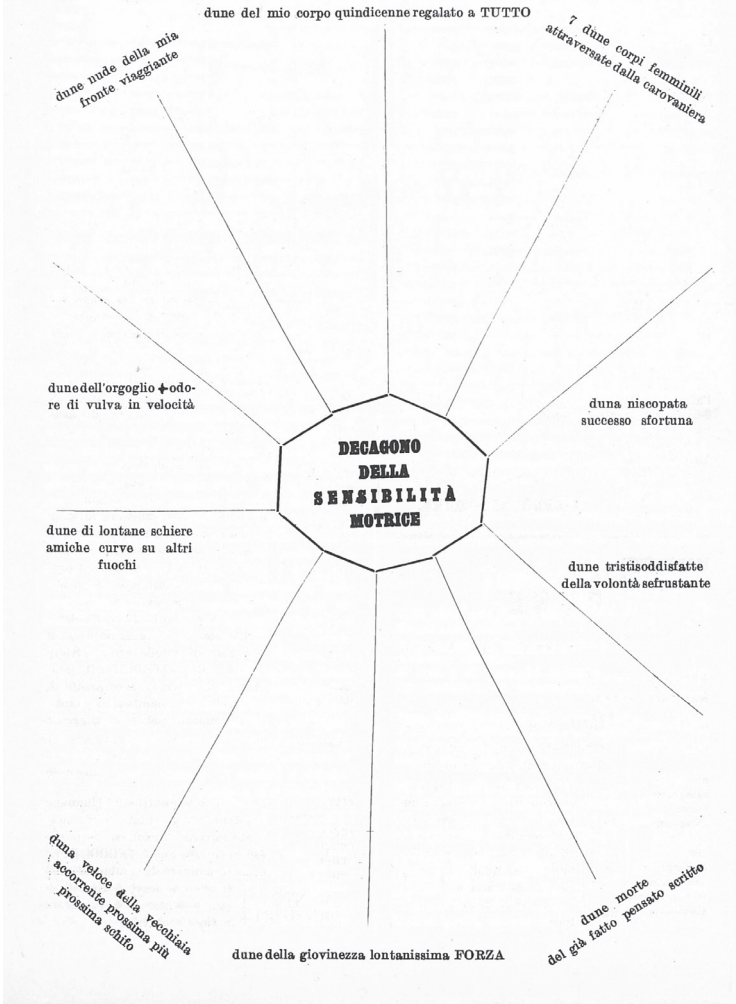 dune del mio corpo quindicenne regalato a TUTTO
dune nude della mia
fronte viaggiante
7 dune corpi femminili
attraversate dalla carovaniera
dune dell'orgoglio + odo-
re di vulva in velocità
duna niscopata
successo sfortuna
DECAGONO
DELLA
SENSIBILITÀ
MOTRICE
dune di lontane schiere
amiche curve su altri
fuochi
dune tristisoddisfatte
della volontà sefrustante
duna veloce della vecchiaia
accorrente prossima più
prossima schifo
dune della giovinezza lontanissima FORZA
dune morte
del già fatto pensato scritto